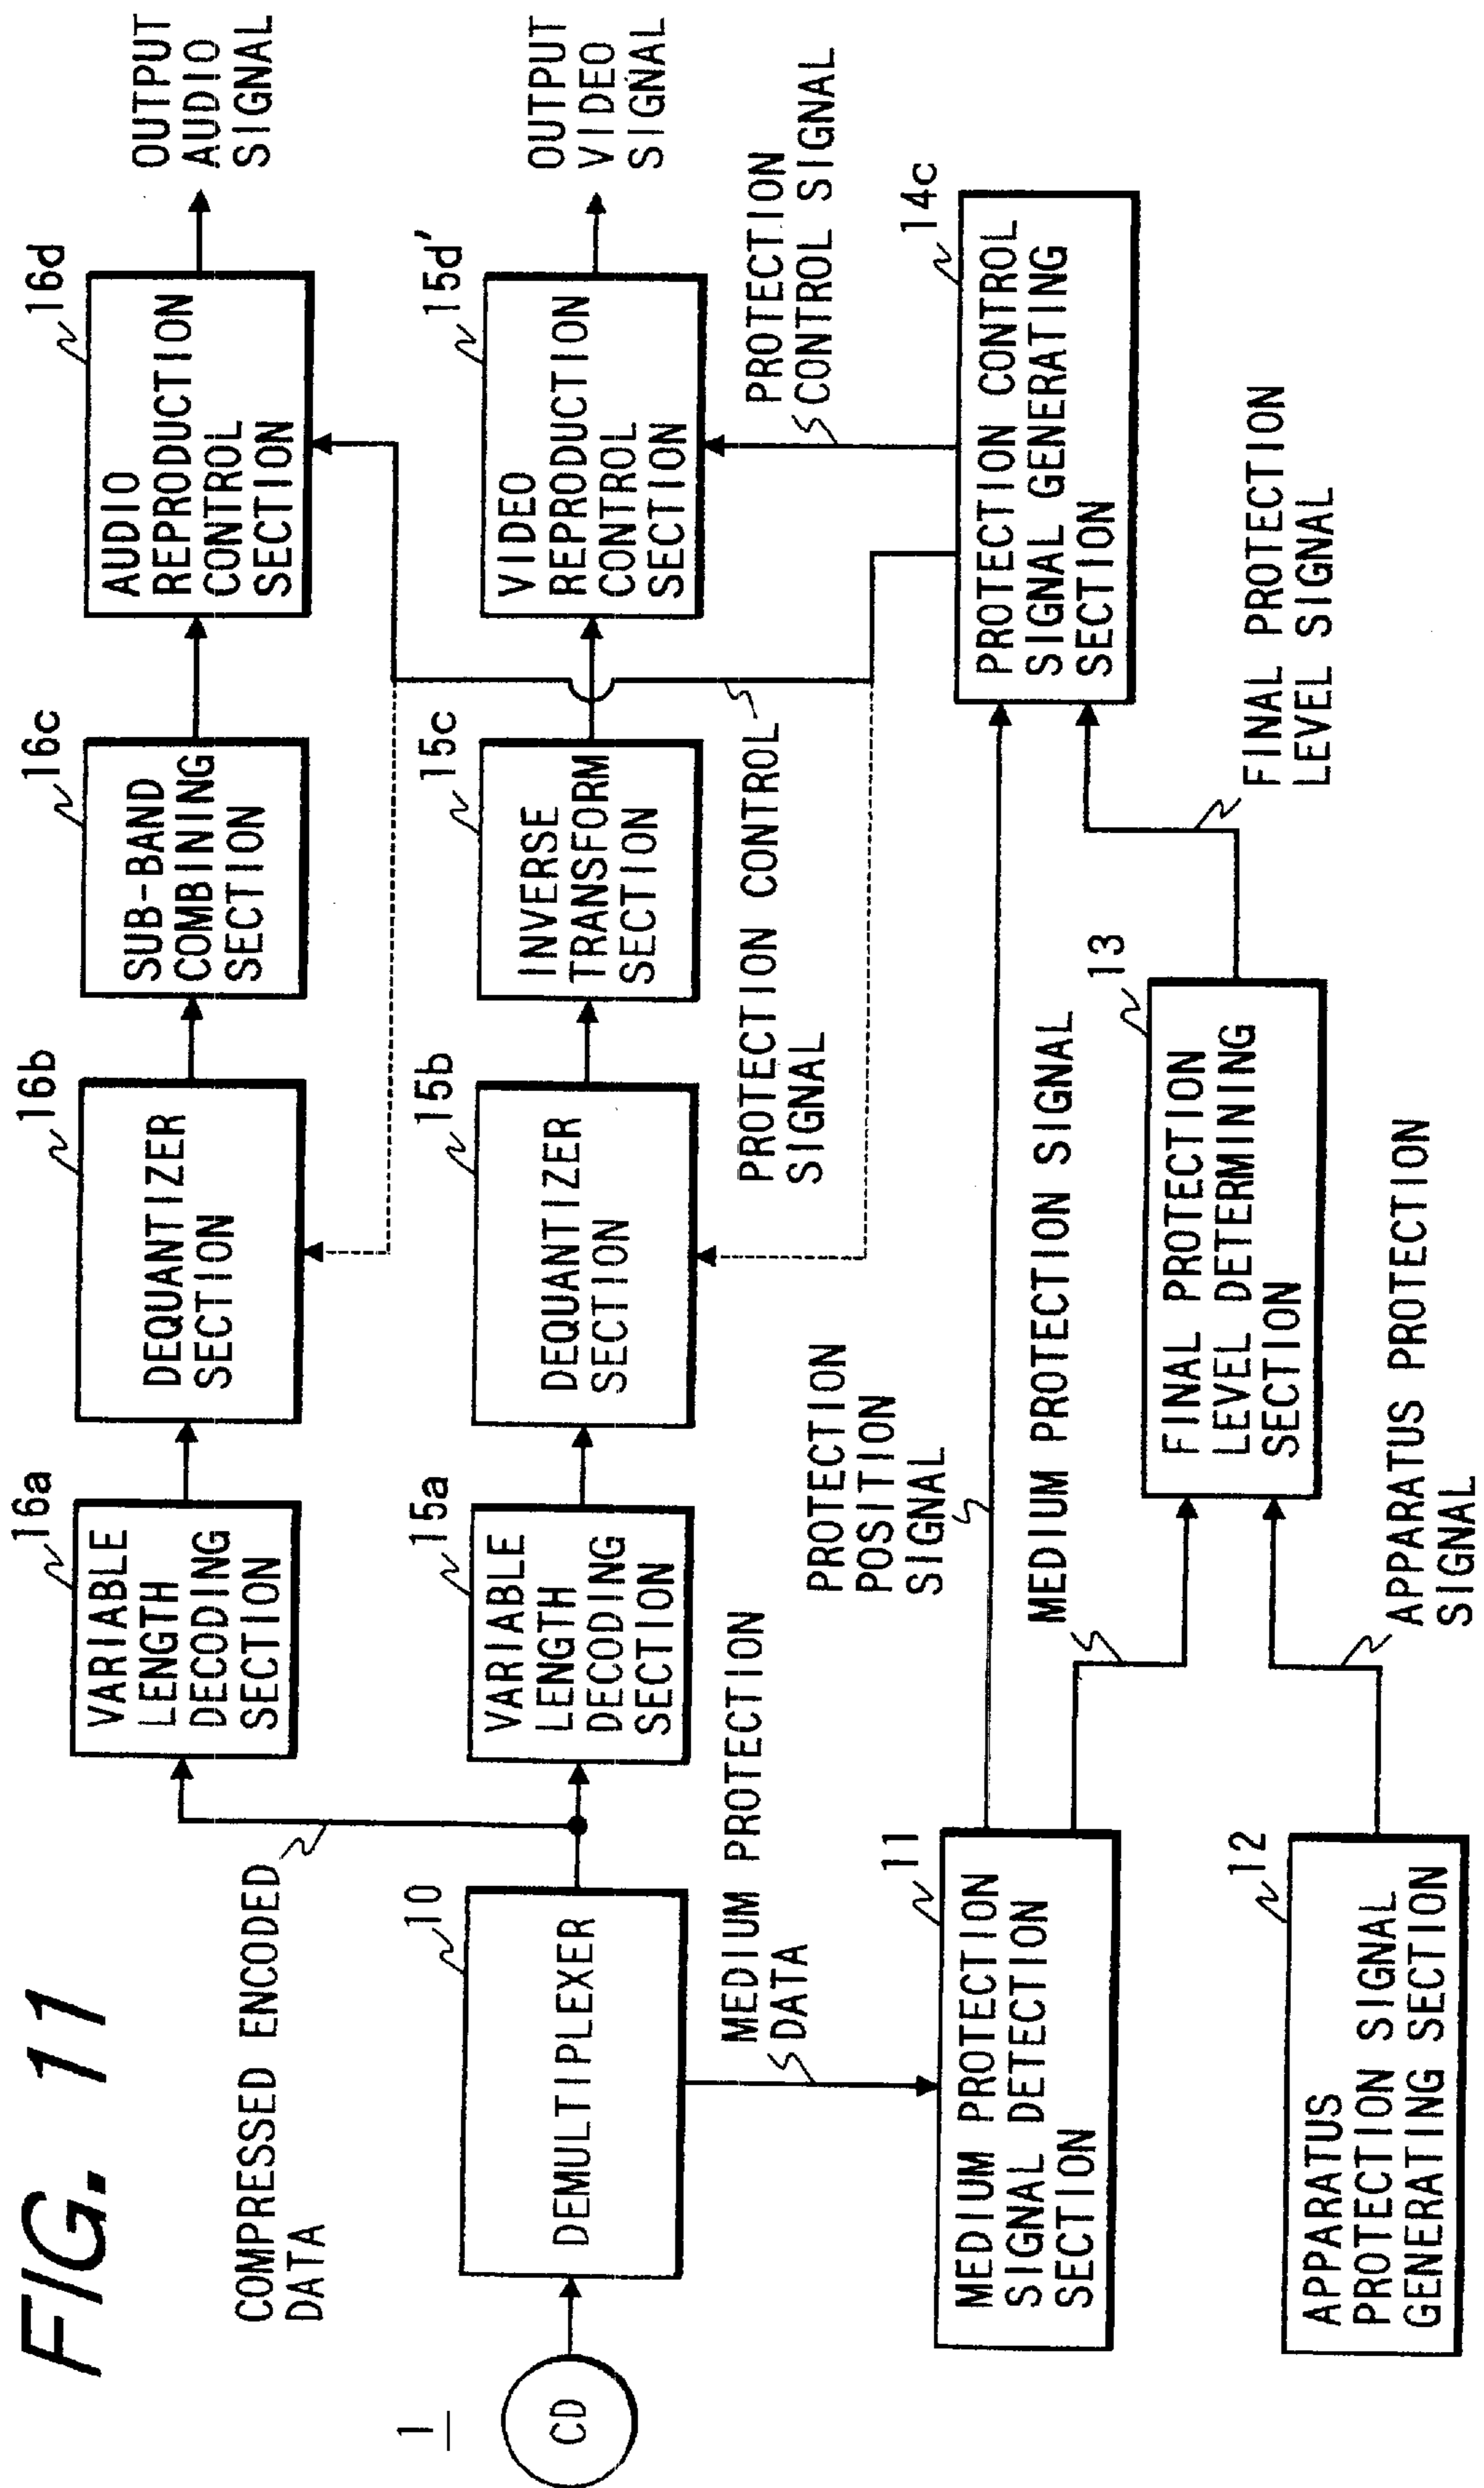 FIG. 11
1
CD
COMPRESSED ENCODED
DATA
10
DEMULTIPLEXER
16a
VARIABLE
LENGTH
DECODING
SECTION
16b
DEQUANTIZER
SECTION
16c
SUB-BAND
COMBINING
SECTION
16d
AUDIO
REPRODUCTION
CONTROL
SECTION
OUTPUT
AUDIO
SIGNAL
15a
VARIABLE
LENGTH
DECODING
SECTION
15b
DEQUANTIZER
SECTION
15c
INVERSE
TRANSFORM
SECTION
15d'
VIDEO
REPRODUCTION
CONTROL
SECTION
OUTPUT
VIDEO
SIGNAL
MEDIUM PROTECTION
DATA
PROTECTION
POSITION
SIGNAL
PROTECTION CONTROL
SIGNAL
PROTECTION
CONTROL SIGNAL
11
MEDIUM PROTECTION
SIGNAL DETECTION
SECTION
MEDIUM PROTECTION SIGNAL
14c
PROTECTION CONTROL
SIGNAL GENERATING
SECTION
12
APPARATUS
PROTECTION SIGNAL
GENERATING SECTION
APPARATUS PROTECTION
SIGNAL
13
FINAL PROTECTION
LEVEL DETERMINING
SECTION
FINAL PROTECTION
LEVEL SIGNAL